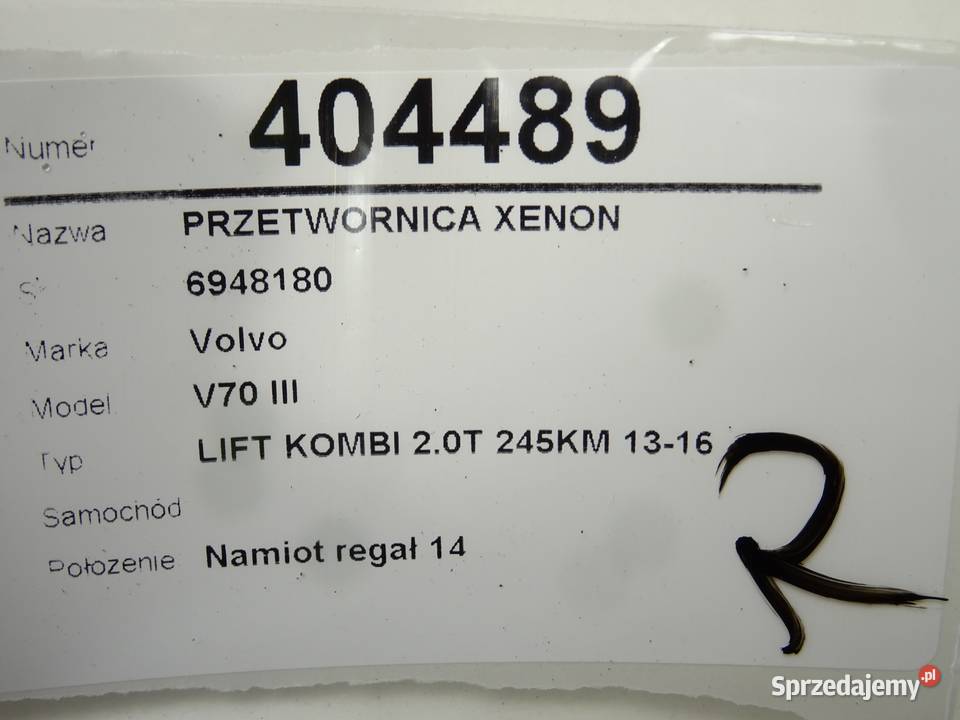 Numer 404489
Nazwa PRZETWORNICA XENON
6948180
Marka Volvo
Model V70 III
Typ LIFT KOMBI 2.0T 245KM 13-16
Samochód
Położenie Namiot regał 14
R
Sprzedajemy.pl